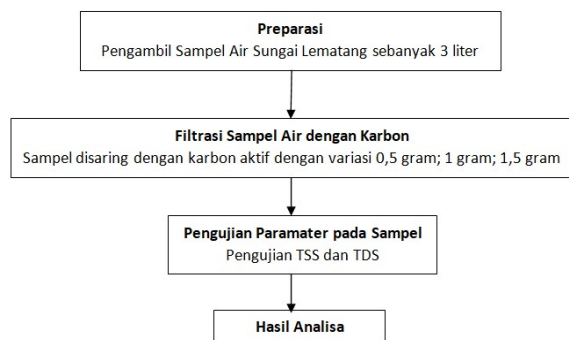 Preparasi
Pengambil Sampel Air Sungai Lematang sebanyak 3 liter
Filtrasi Sampel Air dengan Karbon
Sampel disaring dengan karbon aktif dengan variasi 0,5 gram; 1 gram; 1,5 gram
Pengujian Paramater pada Sampel
Pengujian TSS dan TDS
Hasil Analisa